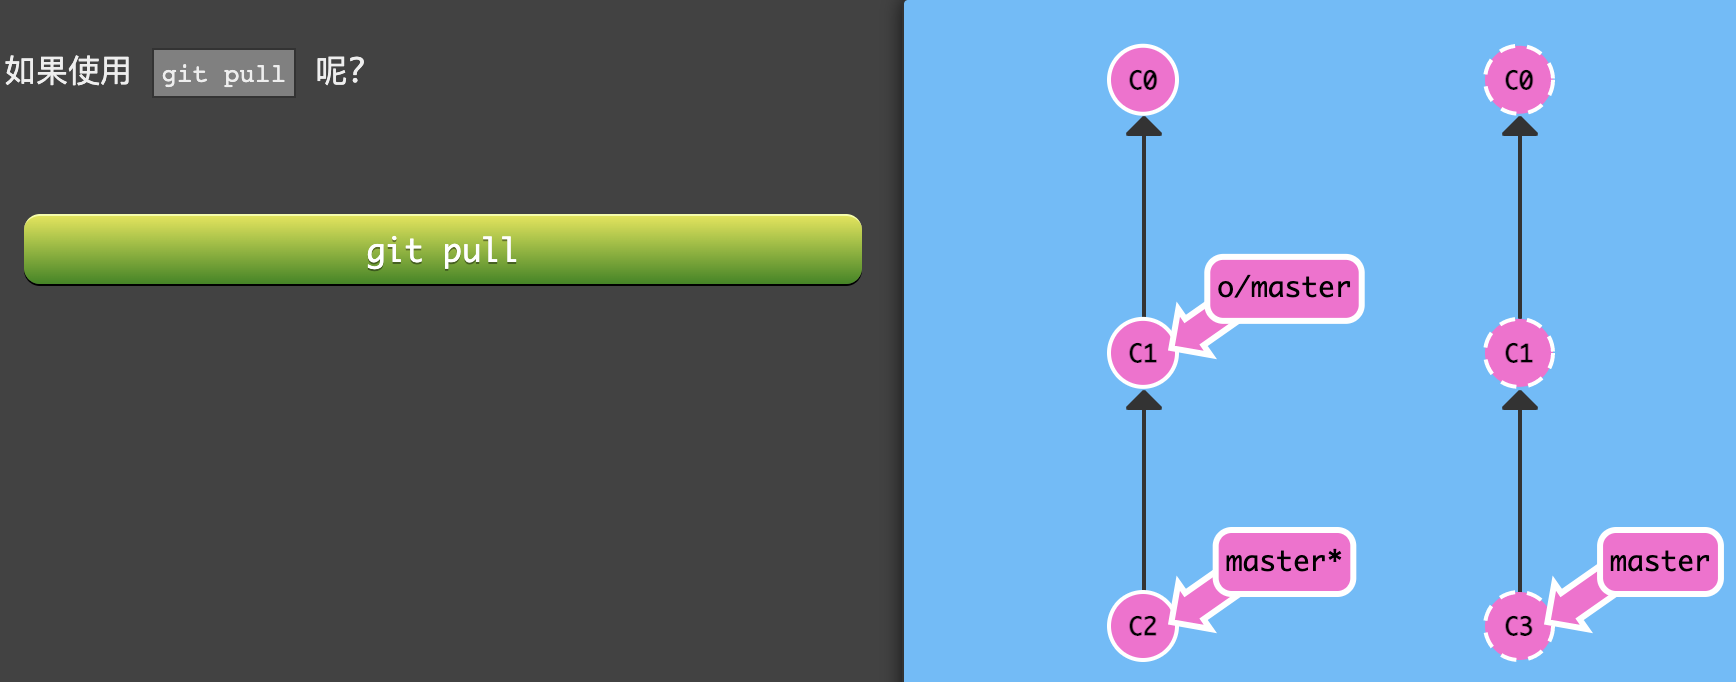 如果使用 git pull 呢？
git pull
C0
C0
o/master
C1
C1
master*
master
C2
C3